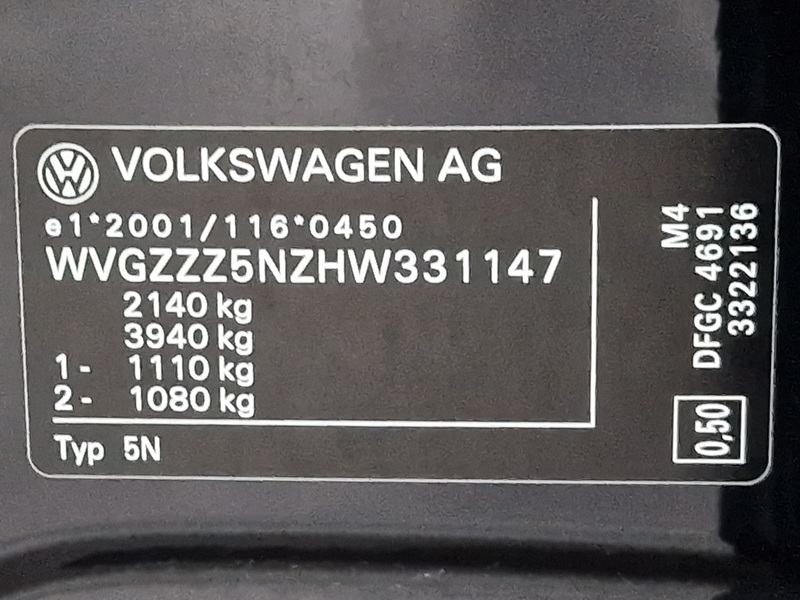 VOLKSWAGEN AG
e1*2001/116*0450
WVGZZZ5NZHW331147
2140 kg
3940 kg
1- 1110 kg
2- 1080 kg
Typ 5N
M4
DFGC 4691
3322136
0,50